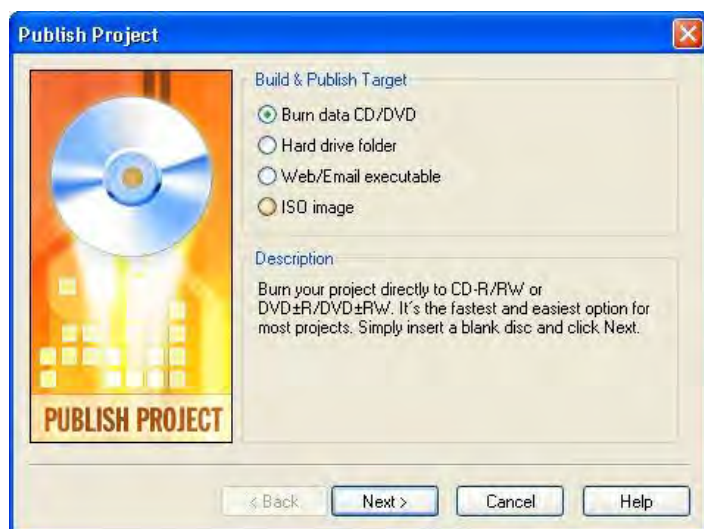 Publish Project
Build & Publish Target
Burn data CD/DVD
Hard drive folder
Web/Email executable
ISO image
Description
Burn your project directly to CD-R/RW or
DVD±R/DVD±RW. It´s the fastest and easiest option for
most projects. Simply insert a blank disc and click Next.
PUBLISH PROJECT
< Back
Next >
Cancel
Help